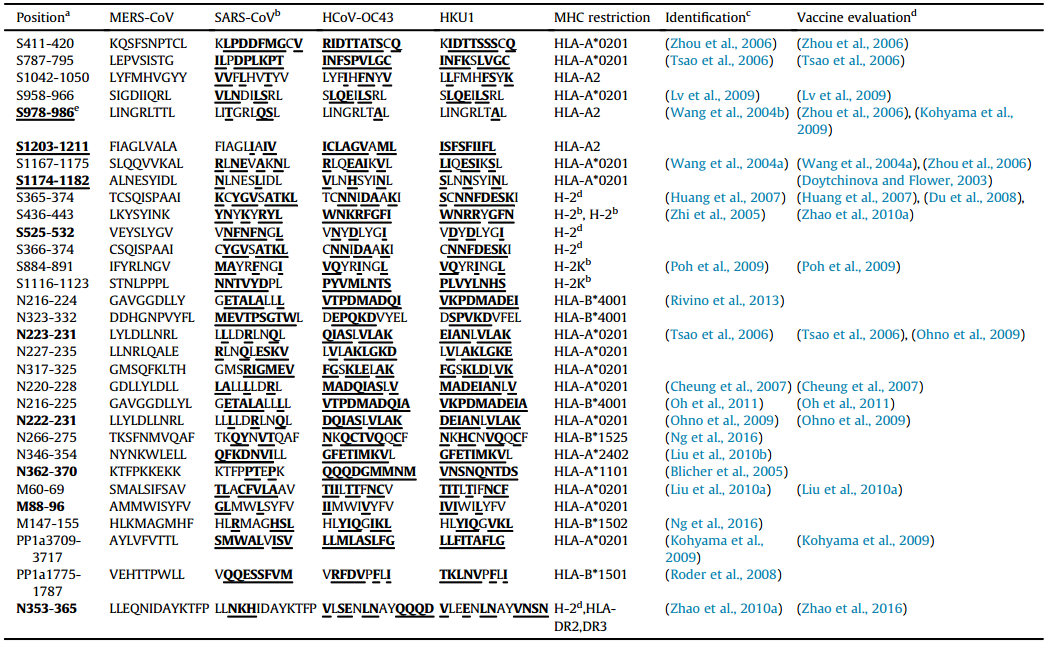 Positionᵃ MERS-CoV SARS-CoVᵇ HCoV-OC43 HKU1 MHC restriction Identificationᶜ Vaccine evaluationᵈ
S411-420 KQSFSNPTCL KLPDDFMGCV RIDTTATSCQ KIDTTSSSCQ HLA-A*0201 (Zhou et al., 2006) (Zhou et al., 2006)
S787-795 LEPVSISTG ILPDPLKPT INFSPVLGC INFKSLVGC HLA-A*0201 (Tsao et al., 2006) (Tsao et al., 2006)
S1042-1050 LYFMHVGYY VVFLHVTYV LYFIHFNYV LLFMHFSYK HLA-A2
S958-966 SIGDIIQRL VLNDILSRL SLQEILSRL SLQEILSRL HLA-A*0201 (Lv et al., 2009) (Lv et al., 2009)
S978-986ᵉ LINGRLTTL LITGRLQSL LINGRLTAL LINGRLTAL HLA-A2 (Wang et al., 2004b) (Zhou et al., 2006), (Kohyama et al.,
2009)
S1203-1211 FIAGLVALA FIAGLIAIV ICLAGVAML ISFSFIIFL HLA-A2
S1167-1175 SLQQVVKAL RLNEVAKNL RLQEAIKVL LIQESIKSL HLA-A*0201 (Wang et al., 2004a) (Wang et al., 2004a), (Zhou et al., 2006)
S1174-1182 ALNESYIDL NLNESLIDL VLNHSYINL SLNNSYINL HLA-A*0201 (Doytchinova and Flower, 2003)
S365-374 TCSQISPAAI KCYGVSATKL TCNNIDAAKI SCNNFDESKI H-2ᵈ (Huang et al., 2007) (Huang et al., 2007), (Du et al., 2008),
S436-443 LKYSYINK YNYKYRYL WNKRFGFI WNRRYGFN H-2ᵇ, H-2ᵇ (Zhi et al., 2005) (Zhao et al., 2010a)
S525-532 VEYSLYGV VNFNFNGL VNYDLYGI VDYDLYGI H-2ᵈ
S366-374 CSQISPAAI CYGVSATKL CNNIDAAKI CNNFDESKI H-2ᵈ
S884-891 IFYRLNGV MAYRFNGI VQYRINGL VQYRINGL H-2Kᵇ (Poh et al., 2009) (Poh et al., 2009)
S1116-1123 STNLPPPL NNTVYDPL PYVMLNTS PLVYLNHS H-2Kᵇ
N216-224 GAVGGDLLY GETALALLL VTPDMADQI VKPDMADEI HLA-B*4001 (Rivino et al., 2013)
N323-332 DDHGNPVYFL MEVTPSGTWL DEPQKDVYEL DSPVKDVFEL HLA-B*4001
N223-231 LYLDLLNRL LLLDRLNQL QIASLVLAK EIANLVLAK HLA-A*0201 (Tsao et al., 2006) (Tsao et al., 2006), (Ohno et al., 2009)
N227-235 LLNRLQALE RLNQLESKV LVLAKLGKD LVLAKLGKE HLA-A*0201
N317-325 GMSQFKLTH GMSRIGMEV FGSKLELAK FGSKLDLVK HLA-A*0201
N220-228 GDLLYLDLL LALLLLDRL MADQIASLV MADEIANLV HLA-A*0201 (Cheung et al., 2007) (Cheung et al., 2007)
N216-225 GAVGGDLLYL GETALALLLL VTPDMADQIA VKPDMADEIA HLA-B*4001 (Oh et al., 2011) (Oh et al., 2011)
N222-231 LLYLDLLNRL LLLLDRLNQL DQIASLVLAK DEIANLVLAK HLA-A*0201 (Ohno et al., 2009) (Ohno et al., 2009)
N266-275 TKSFNMVQAF TKQYNVTQAF NKQCTVQQCF NKHCNVQQCF HLA-B*1525 (Ng et al., 2016)
N346-354 NYNKWLELL QFKDNVILL GFETIMKVL GFETIMKVL HLA-A*2402 (Liu et al., 2010b)
N362-370 KTFPKKEKK KTFPPTEPK QQQDGMMNM VNSNQNTDS HLA-A*1101 (Blicher et al., 2005)
M60-69 SMALSIFSAV TLACFVLAAV TIILTTFNCV TITLTIFNCF HLA-A*0201 (Liu et al., 2010a) (Liu et al., 2010a)
M88-96 AMMWISYFV GLMWLSYFV IIMWIVYFV IVIWILYFV HLA-A*0201
M147-155 HLKMAGMHF HLRMAGHSL HLYIQGIKL HLYIQGVKL HLA-B*1502 (Ng et al., 2016)
PP1a3709- AYLVFVTTL SMWALVISV LLMLASLFG LLFITAFLG HLA-A*0201 (Kohyama et al., (Kohyama et al., 2009)
3717 2009)
PP1a1775- VEHTTPWLL VQQESSFVM VRFDVPFLI TKLNVPFLI HLA-B*1501 (Roder et al., 2008)
1787
N353-365 LLEQNIDAYKTFP LLNKHIDAYKTFP VLSENLNAYQQQD VLEENLNAYVNSN H-2ᵈ,HLA- (Zhao et al., 2010a) (Zhao et al., 2016)
DR2,DR3